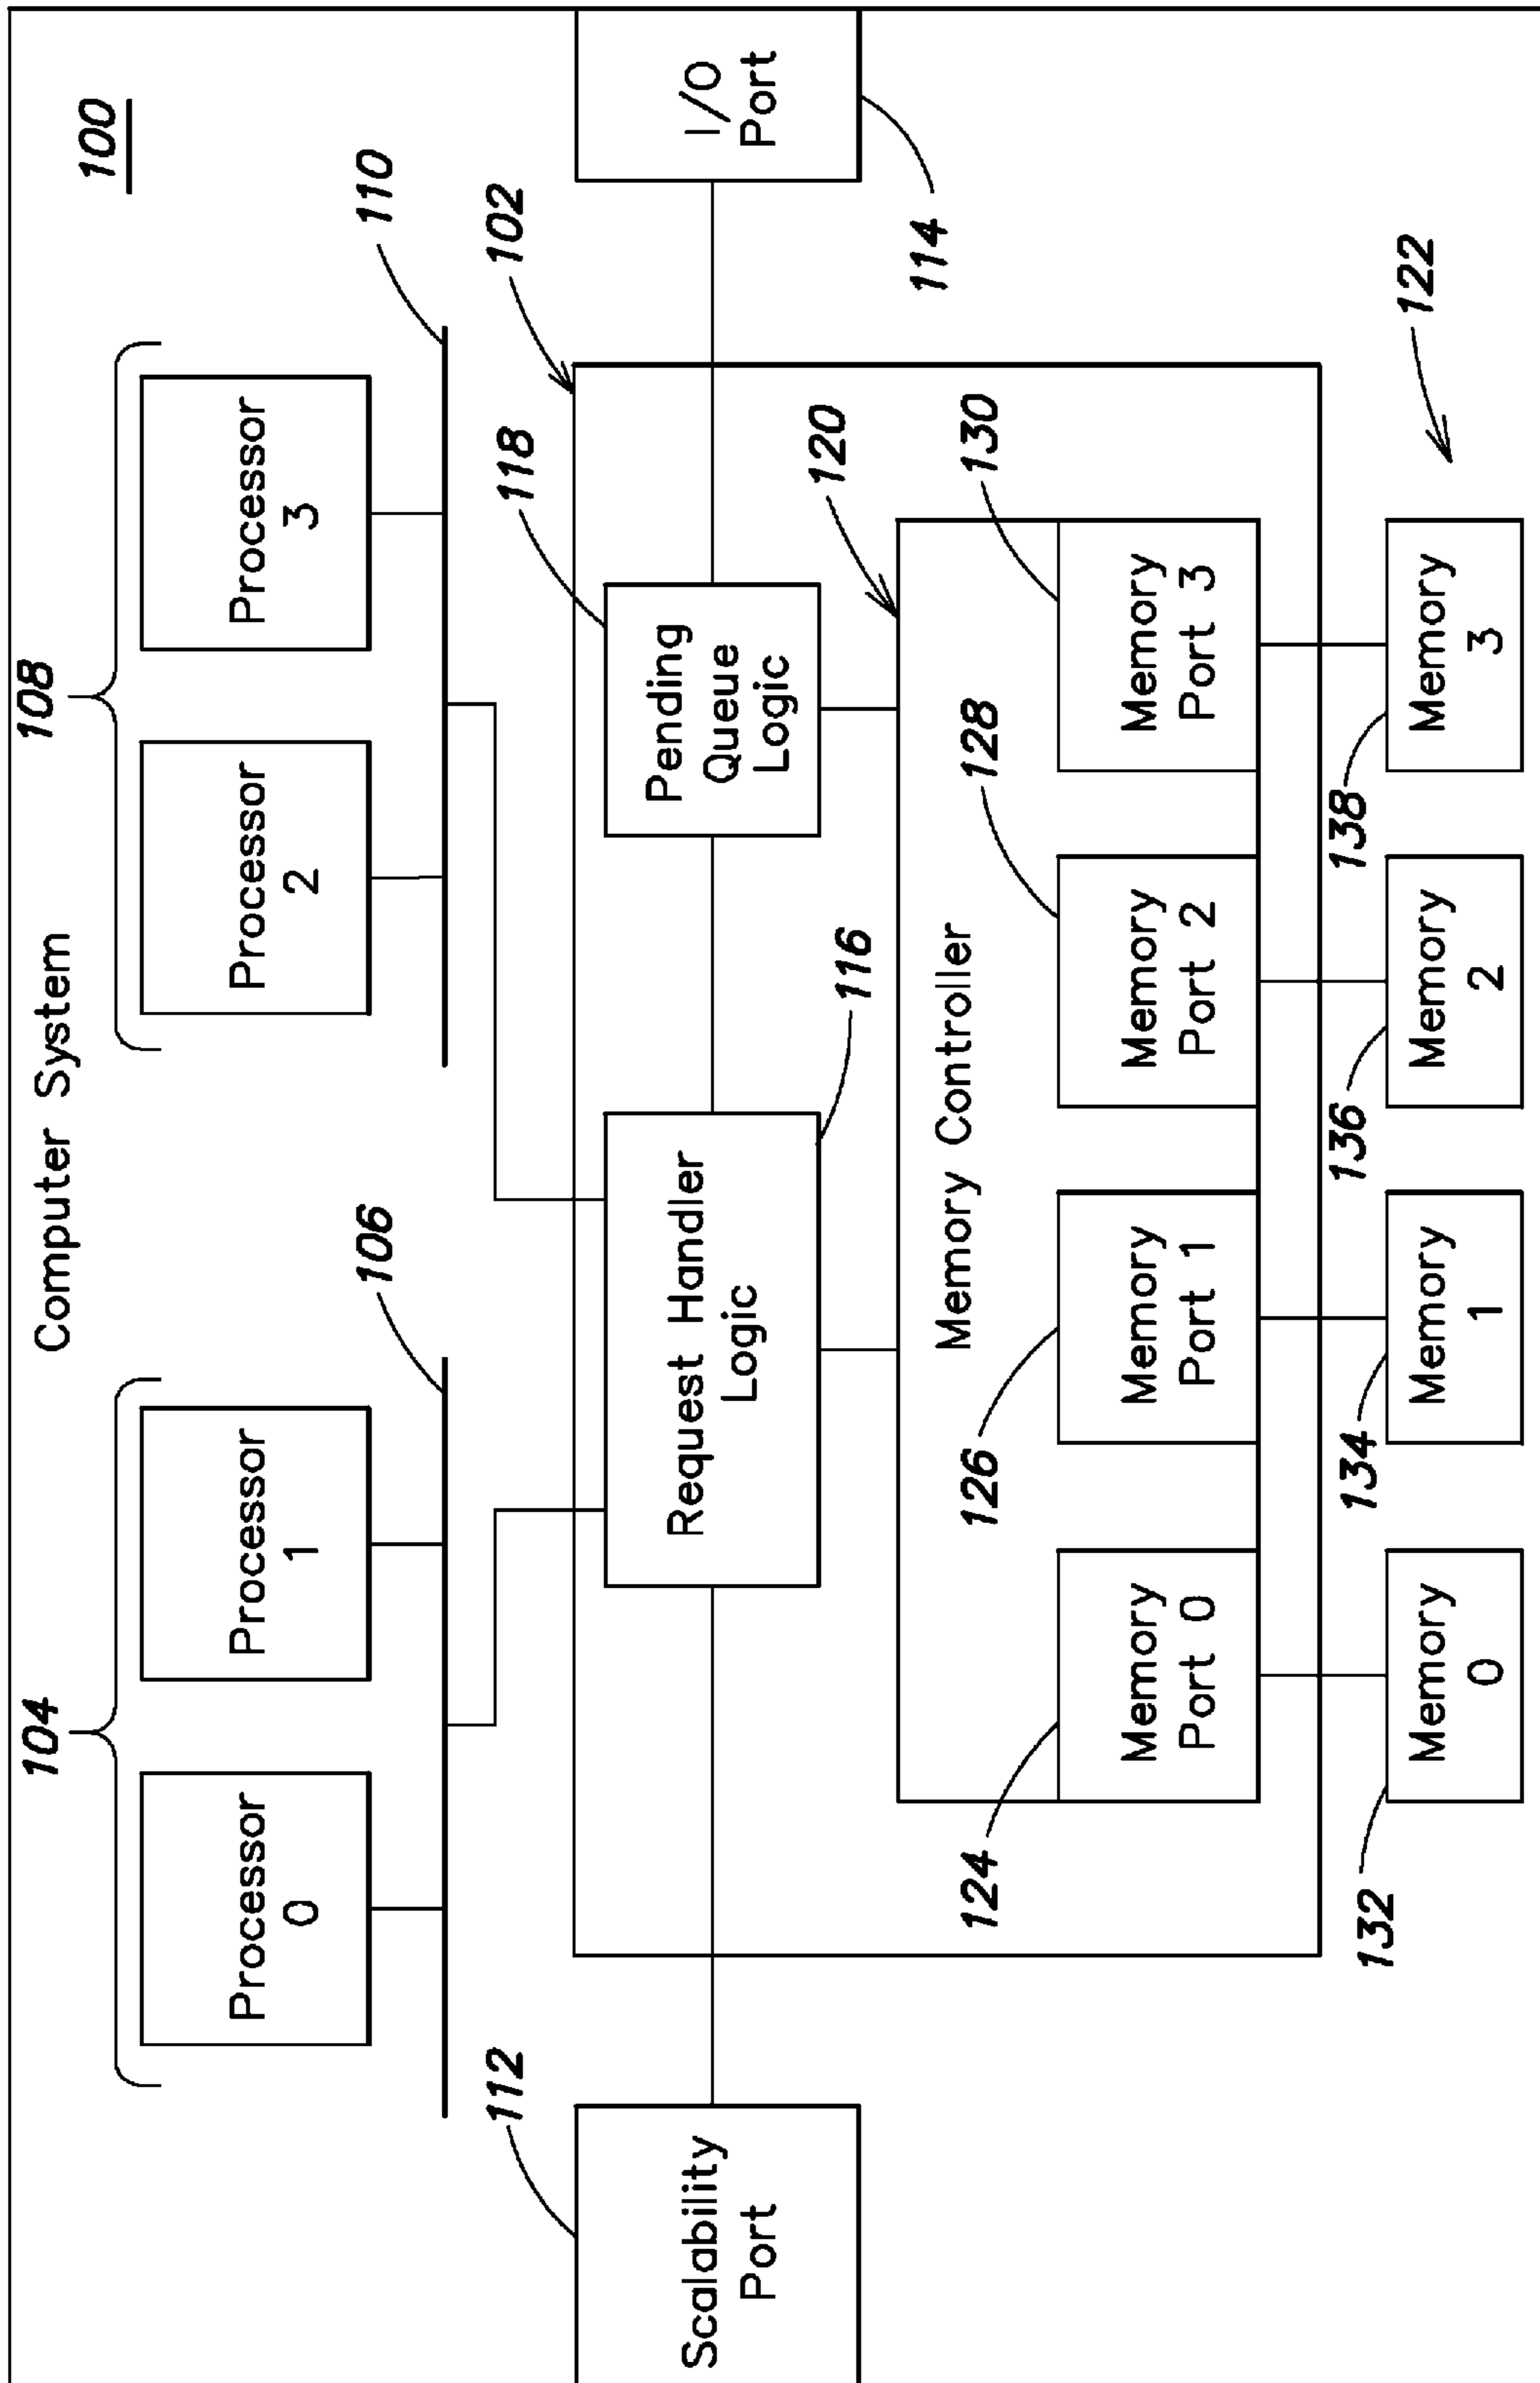 Computer System
100
104
108
Processor
0
Processor
1
Processor
2
Processor
3
106
110
112
102
118
Scalability
Port
Request Handler
Logic
Pending
Queue
Logic
I/O
Port
116
120
114
Memory Controller
124
126
128
130
Memory
Port 0
Memory
Port 1
Memory
Port 2
Memory
Port 3
132
134
136
138
122
Memory
0
Memory
1
Memory
2
Memory
3